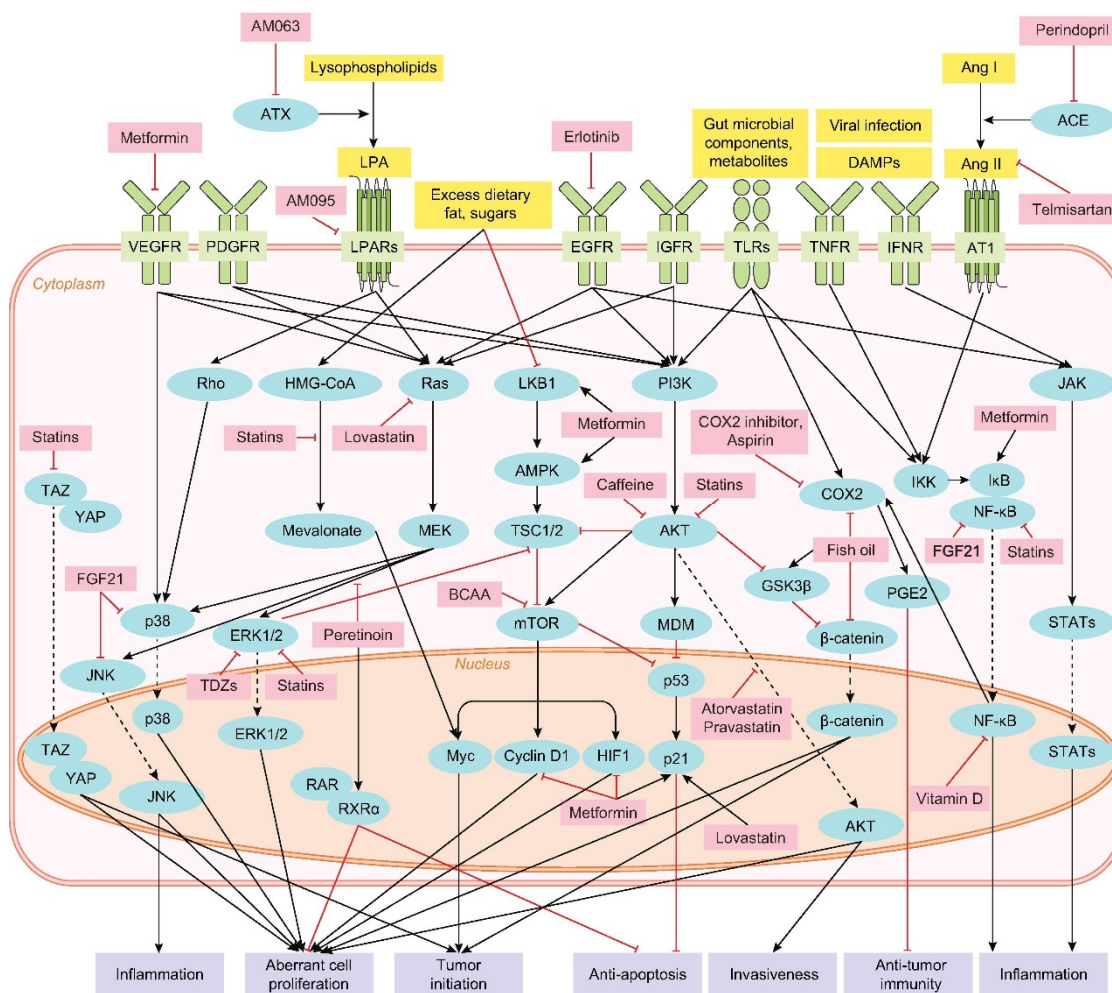 AM063
Perindopril
Lysophospholipids
Ang I
ATX
ACE
Metformin
Erlotinib
Gut microbial
components,
metabolites
Viral infection
DAMPs
LPA
Ang II
AM095
Excess dietary
fat, sugars
Telmisartan
VEGFR
PDGFR
LPARs
EGFR
IGFR
TLRs
TNFR
IFNR
AT1
Cytoplasm
Rho
HMG-CoA
Ras
LKB1
PI3K
JAK
Statins
Statins
Lovastatin
Metformin
COX2 inhibitor,
Aspirin
Metformin
TAZ
YAP
AMPK
Caffeine
Statins
COX2
IKK
IκB
NF-κB
Mevalonate
MEK
TSC1/2
AKT
Fish oil
FGF21
Statins
FGF21
BCAA
GSK3β
PGE2
p38
ERK1/2
Peretinoin
mTOR
MDM
β-catenin
STATs
Nucleus
JNK
TDZs
Statins
p53
p38
ERK1/2
Atorvastatin
Pravastatin
β-catenin
NF-κB
TAZ
YAP
Myc
Cyclin D1
HIF1
p21
STATs
JNK
RAR
RXRα
Metformin
Vitamin D
Lovastatin
AKT
Inflammation
Aberrant cell
proliferation
Tumor
initiation
Anti-apoptosis
Invasiveness
Anti-tumor
immunity
Inflammation